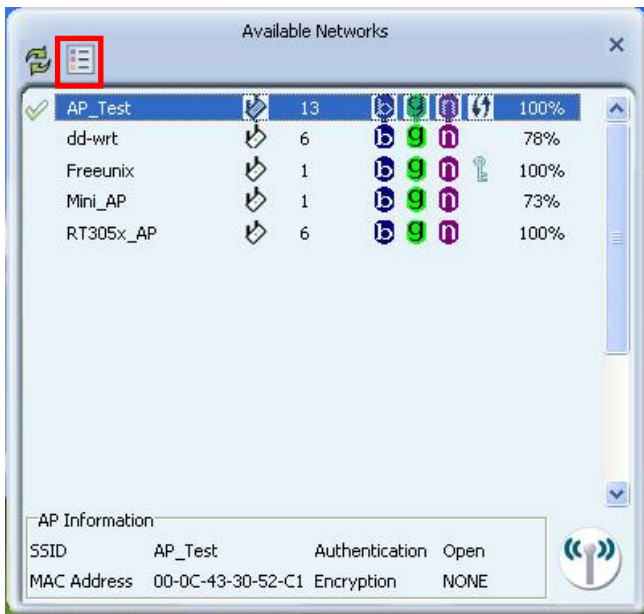 Available Networks
AP_Test 13 b g n 100%
dd-wrt 6 b g n 78%
Freeunix 1 b g n 100%
Mini_AP 1 b g n 73%
RT305x_AP 6 b g n 100%
AP Information
SSID AP_Test Authentication Open
MAC Address 00-0C-43-30-52-C1 Encryption NONE